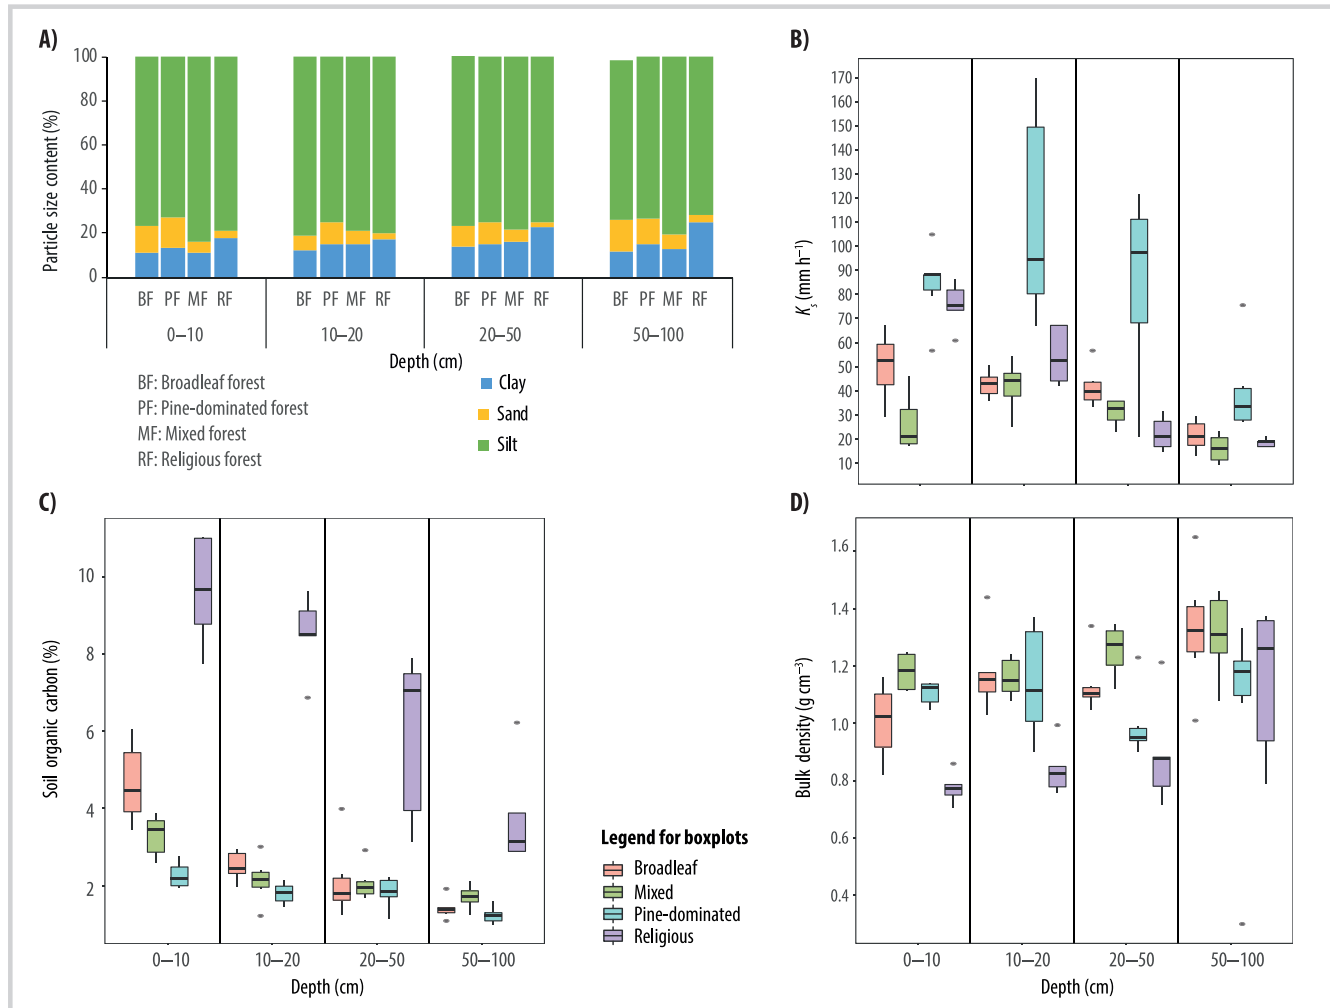 A)
100
80
60
40
20
0
Particle size content (%)
BF PF MF RF BF PF MF RF BF PF MF RF BF PF MF RF
0–10 10–20 20–50 50–100
Depth (cm)
BF: Broadleaf forest
PF: Pine-dominated forest
MF: Mixed forest
RF: Religious forest
Clay
Sand
Silt
B)
170
160
150
140
130
120
110
100
90
80
70
60
50
40
30
20
10
Ks (mm h–1)
C)
10
8
6
4
2
Soil organic carbon (%)
0–10 10–20 20–50 50–100
Depth (cm)
Legend for boxplots
Broadleaf
Mixed
Pine-dominated
Religious
D)
1.6
1.4
1.2
1.0
0.8
0.6
0.4
Bulk density (g cm–3)
0–10 10–20 20–50 50–100
Depth (cm)